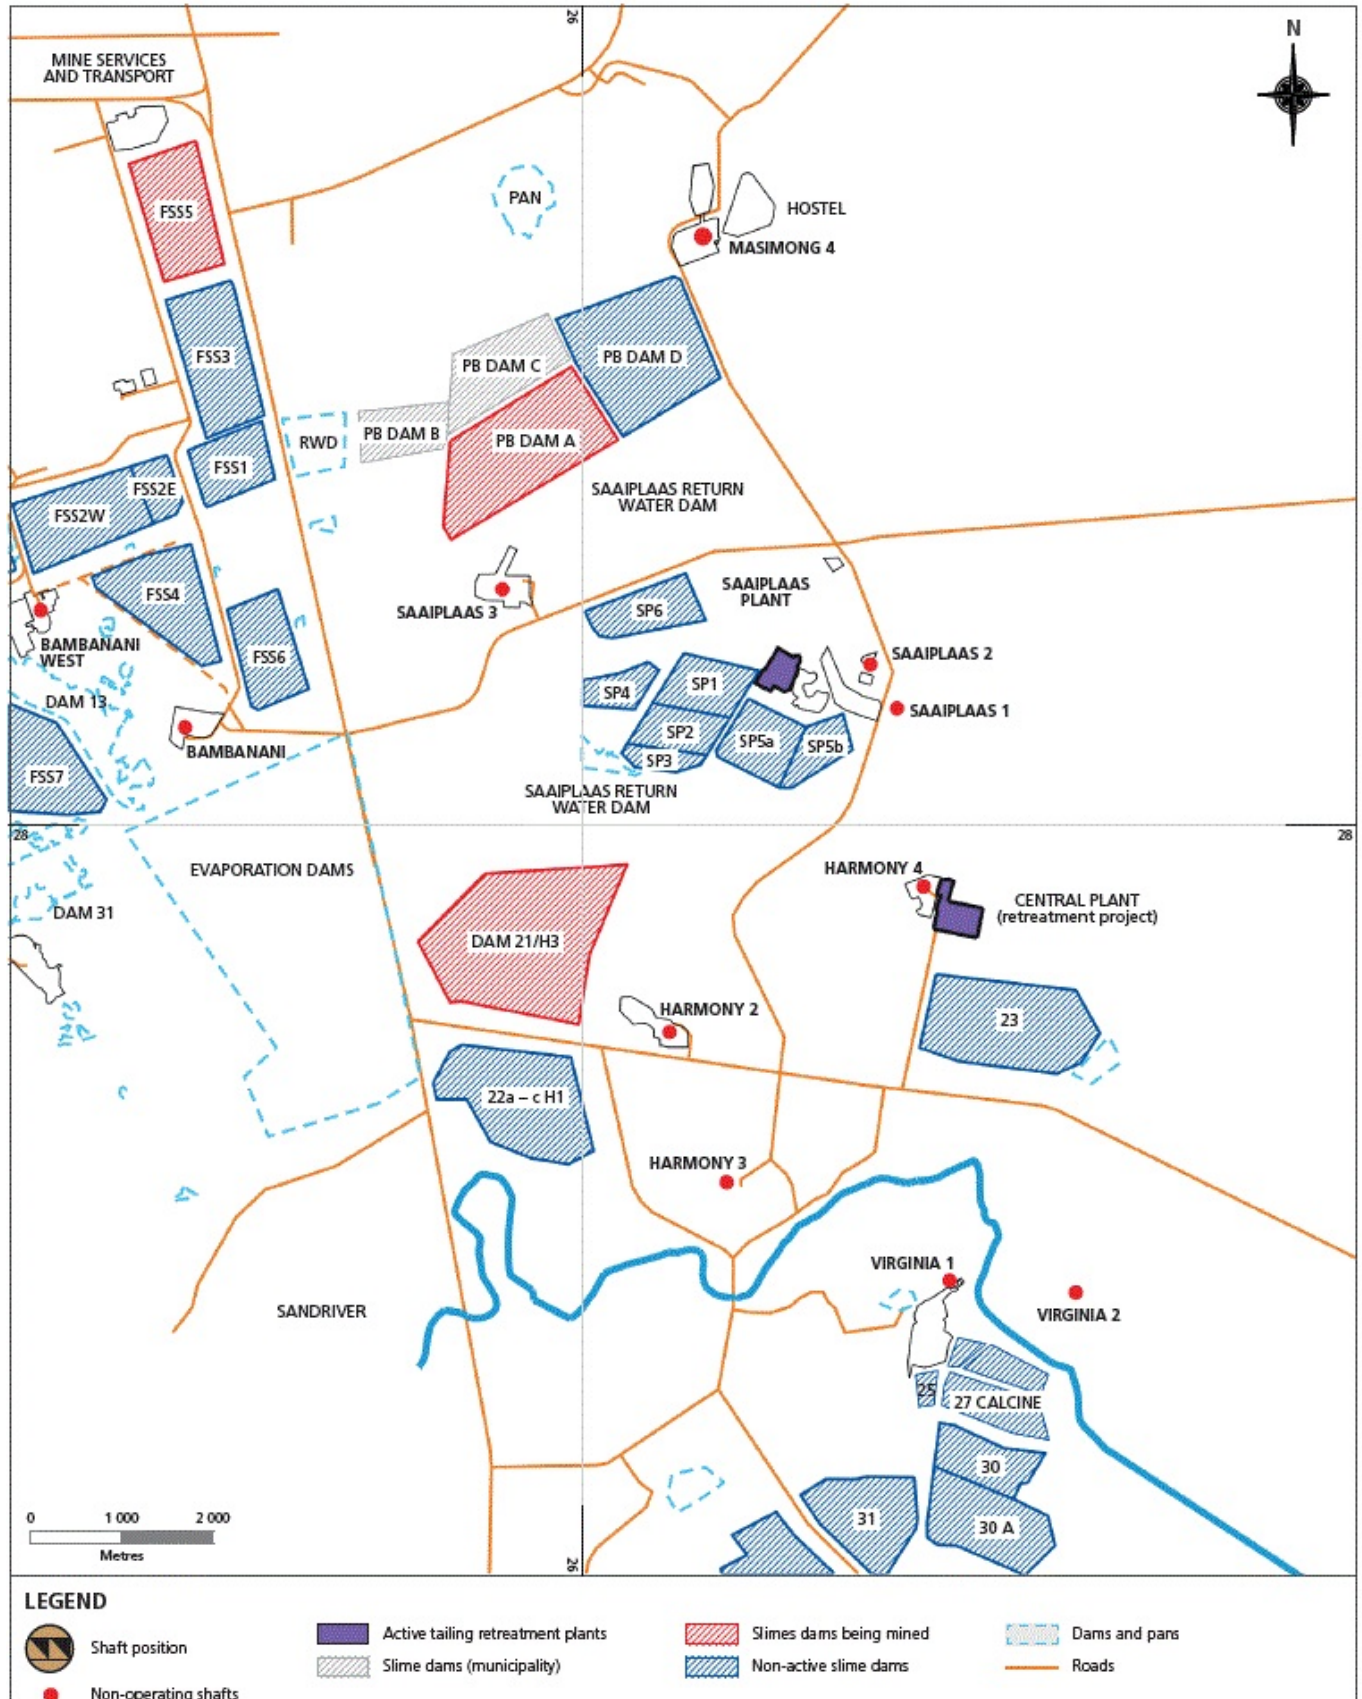 26
N
MINE SERVICES
AND TRANSPORT
PAN
HOSTEL
FSS5
MASIMONG 4
FSS3
PB DAM C
PB DAM D
RWD
PB DAM B
PB DAM A
FSS1
FSS2E
FSS2W
SAAIPLAAS RETURN
WATER DAM
FSS4
SAAIPLAAS 3
SAAIPLAAS
PLANT
SP6
BAMBANANI
WEST
FSS6
SAAIPLAAS 2
SP4
SP1
DAM 13
SAAIPLAAS 1
SP2
SP5a
SP5b
BAMBANANI
SP3
FSS7
SAAIPLAAS RETURN
WATER DAM
28
28
EVAPORATION DAMS
HARMONY 4
CENTRAL PLANT
(retreatment project)
DAM 31
DAM 21/H3
HARMONY 2
23
22a – c H1
HARMONY 3
VIRGINIA 1
SANDRIVER
VIRGINIA 2
25
27 CALCINE
30
31
30 A
0 1 000 2 000
Metres
26
LEGEND
Shaft position
Non-operating shafts
Active tailing retreatment plants
Slime dams (municipality)
Slimes dams being mined
Non-active slime dams
Dams and pans
Roads